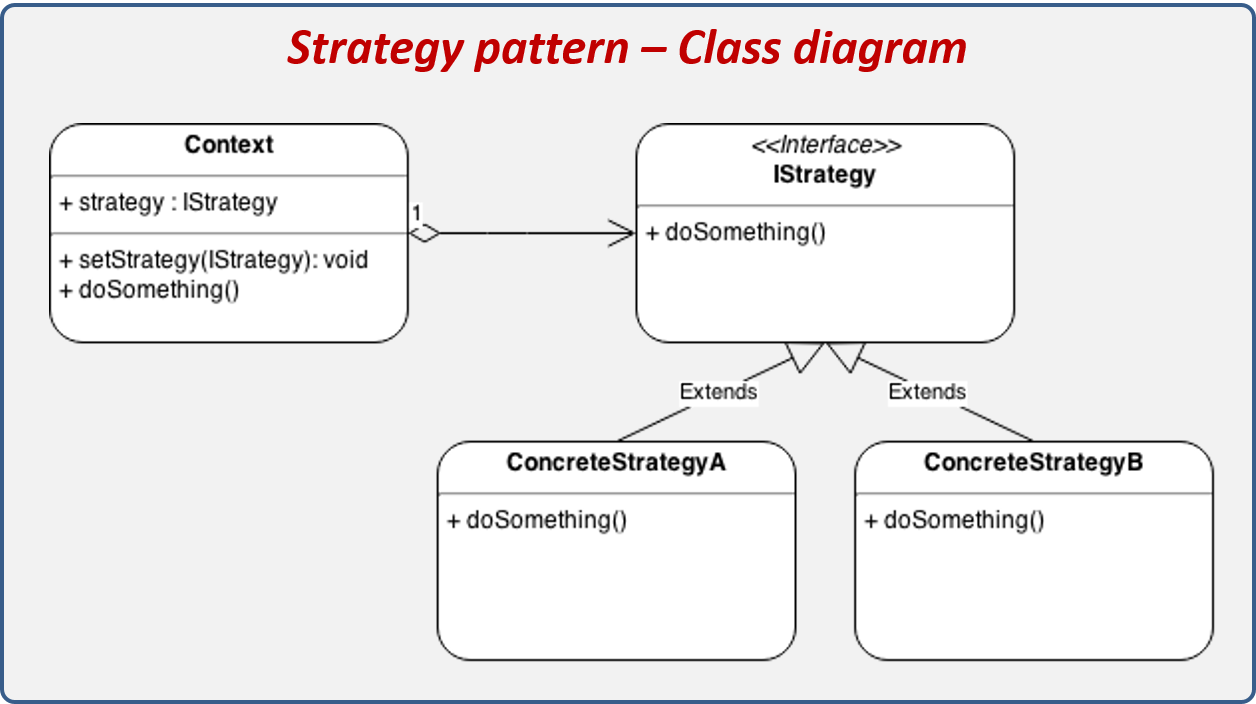 Strategy pattern – Class diagram
Context
+ strategy : IStrategy
+ setStrategy(IStrategy): void
+ doSomething()
1
<<Interface>>
IStrategy
+ doSomething()
Extends
Extends
ConcreteStrategyA
+ doSomething()
ConcreteStrategyB
+ doSomething()